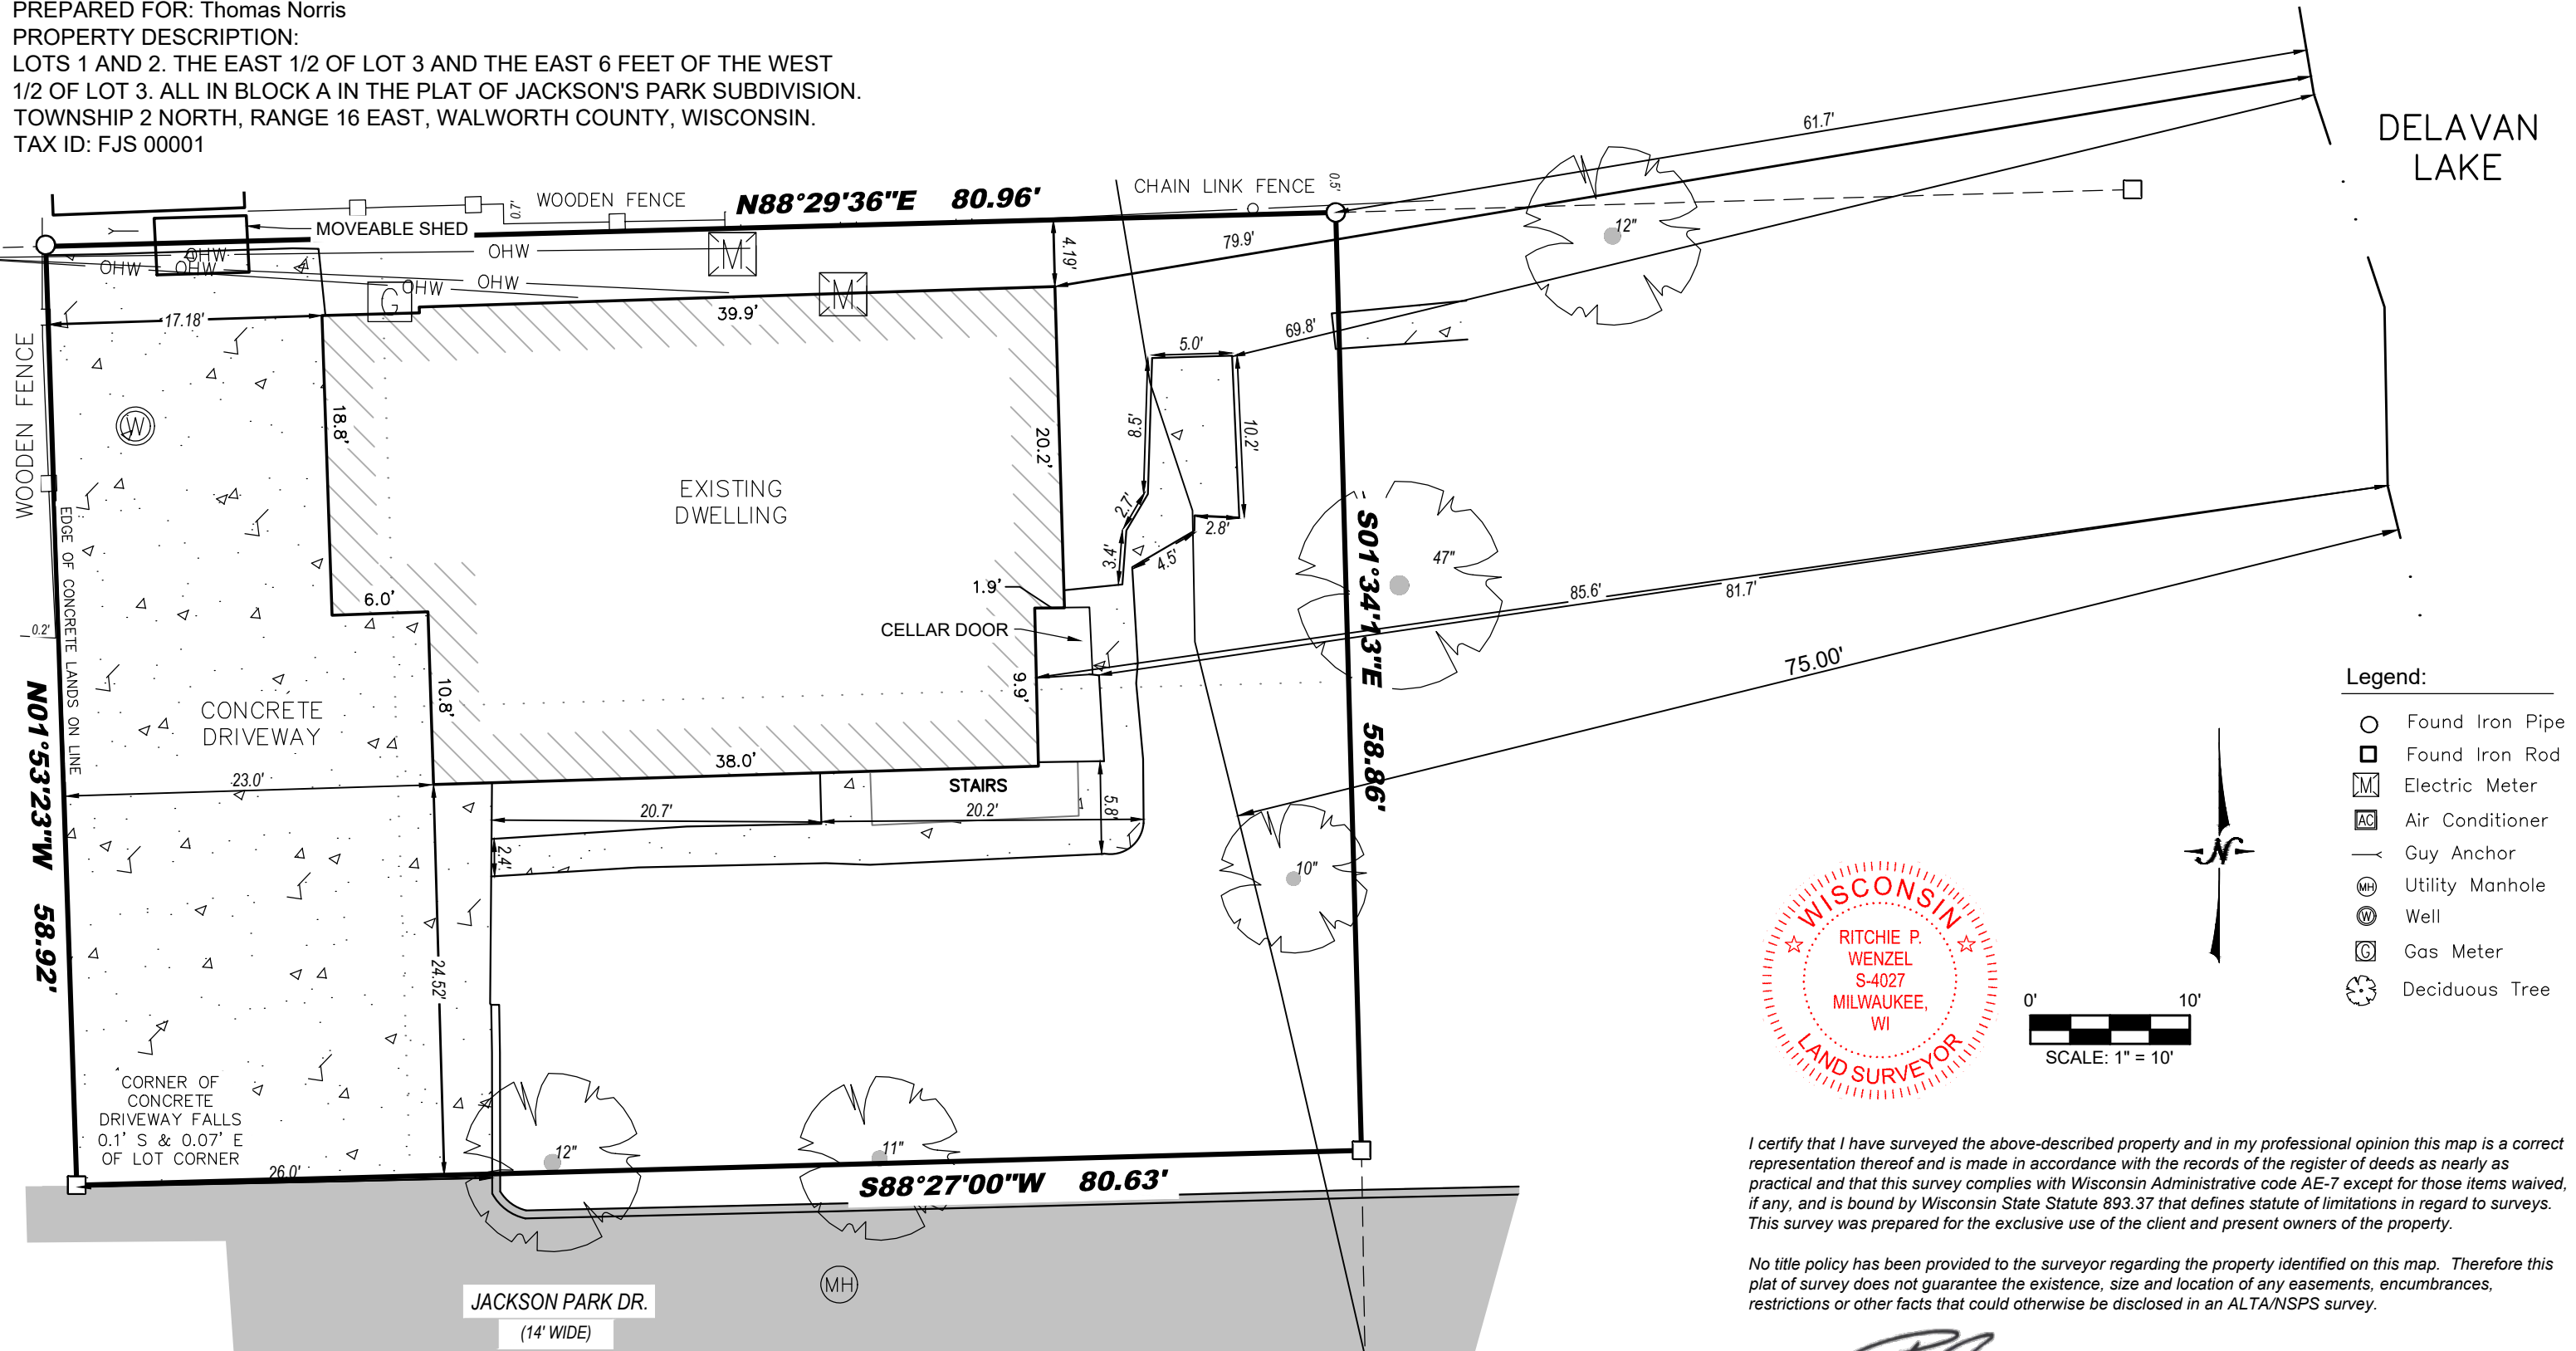 PREPARED FOR: Thomas Norris
PROPERTY DESCRIPTION:
LOTS 1 AND 2. THE EAST 1/2 OF LOT 3 AND THE EAST 6 FEET OF THE WEST
1/2 OF LOT 3. ALL IN BLOCK A IN THE PLAT OF JACKSON'S PARK SUBDIVISION.
TOWNSHIP 2 NORTH, RANGE 16 EAST, WALWORTH COUNTY, WISCONSIN.
TAX ID: FJS 00001
DELAVAN
LAKE
61.7'
WOODEN FENCE
0.7'
N88°29'36"E 80.96'
CHAIN LINK FENCE
0.5'
MOVEABLE SHED
OHW
OHW
OHW
OHW
OHW
OHW
M
M
G
4.19'
79.9'
12"
17.18'
39.9'
69.8'
5.0'
WOODEN FENCE
W
18.8'
20.2'
8.5'
10.2'
EXISTING
DWELLING
2.7'
2.8'
3.4'
4.5'
47"
S01°34'13"E 58.86'
EDGE OF CONCRETE LANDS ON LINE
0.2'
6.0'
1.9'
CELLAR DOOR
85.6'
81.7'
75.00'
9.9'
10.8'
N01°53'23"W 58.92'
CONCRETE
DRIVEWAY
38.0'
23.0'
STAIRS
20.7'
20.2'
5.8'
2.4'
10"
24.52'
CORNER OF
CONCRETE
DRIVEWAY FALLS
0.1' S & 0.07' E
OF LOT CORNER
26.0'
12"
11"
S88°27'00"W 80.63'
MH
JACKSON PARK DR.
(14' WIDE)
Legend:
Found Iron Pipe
Found Iron Rod
M Electric Meter
AC Air Conditioner
Guy Anchor
MH Utility Manhole
W Well
G Gas Meter
Deciduous Tree
N
WISCONSIN
RITCHIE P.
WENZEL
S-4027
MILWAUKEE,
WI
LAND SURVEYOR
0' 10'
SCALE: 1" = 10'
I certify that I have surveyed the above-described property and in my professional opinion this map is a correct
representation thereof and is made in accordance with the records of the register of deeds as nearly as
practical and that this survey complies with Wisconsin Administrative code AE-7 except for those items waived,
if any, and is bound by Wisconsin State Statute 893.37 that defines statute of limitations in regard to surveys.
This survey was prepared for the exclusive use of the client and present owners of the property.
No title policy has been provided to the surveyor regarding the property identified on this map. Therefore this
plat of survey does not guarantee the existence, size and location of any easements, encumbrances,
restrictions or other facts that could otherwise be disclosed in an ALTA/NSPS survey.